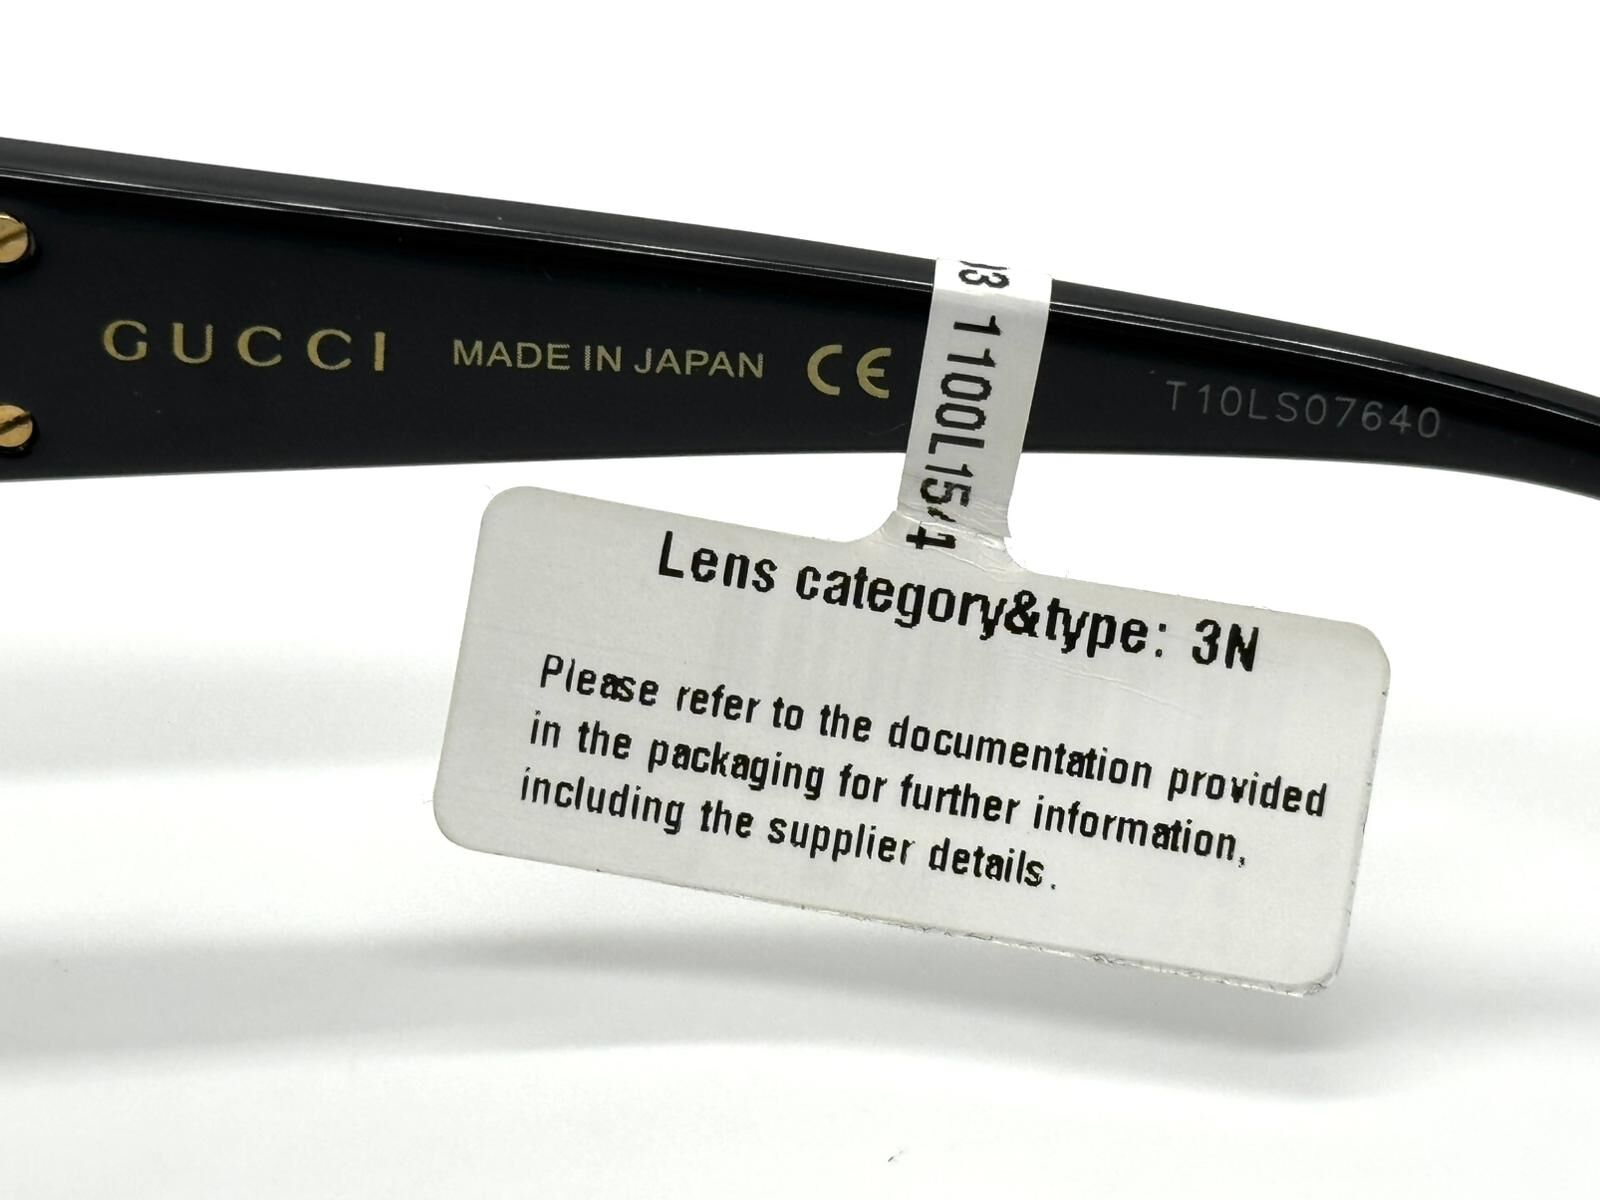 GUCCI MADE IN JAPAN CE
T10LS07640
1100L1541
Lens category&type: 3N
Please refer to the documentation provided
in the packaging for further information,
including the supplier details.